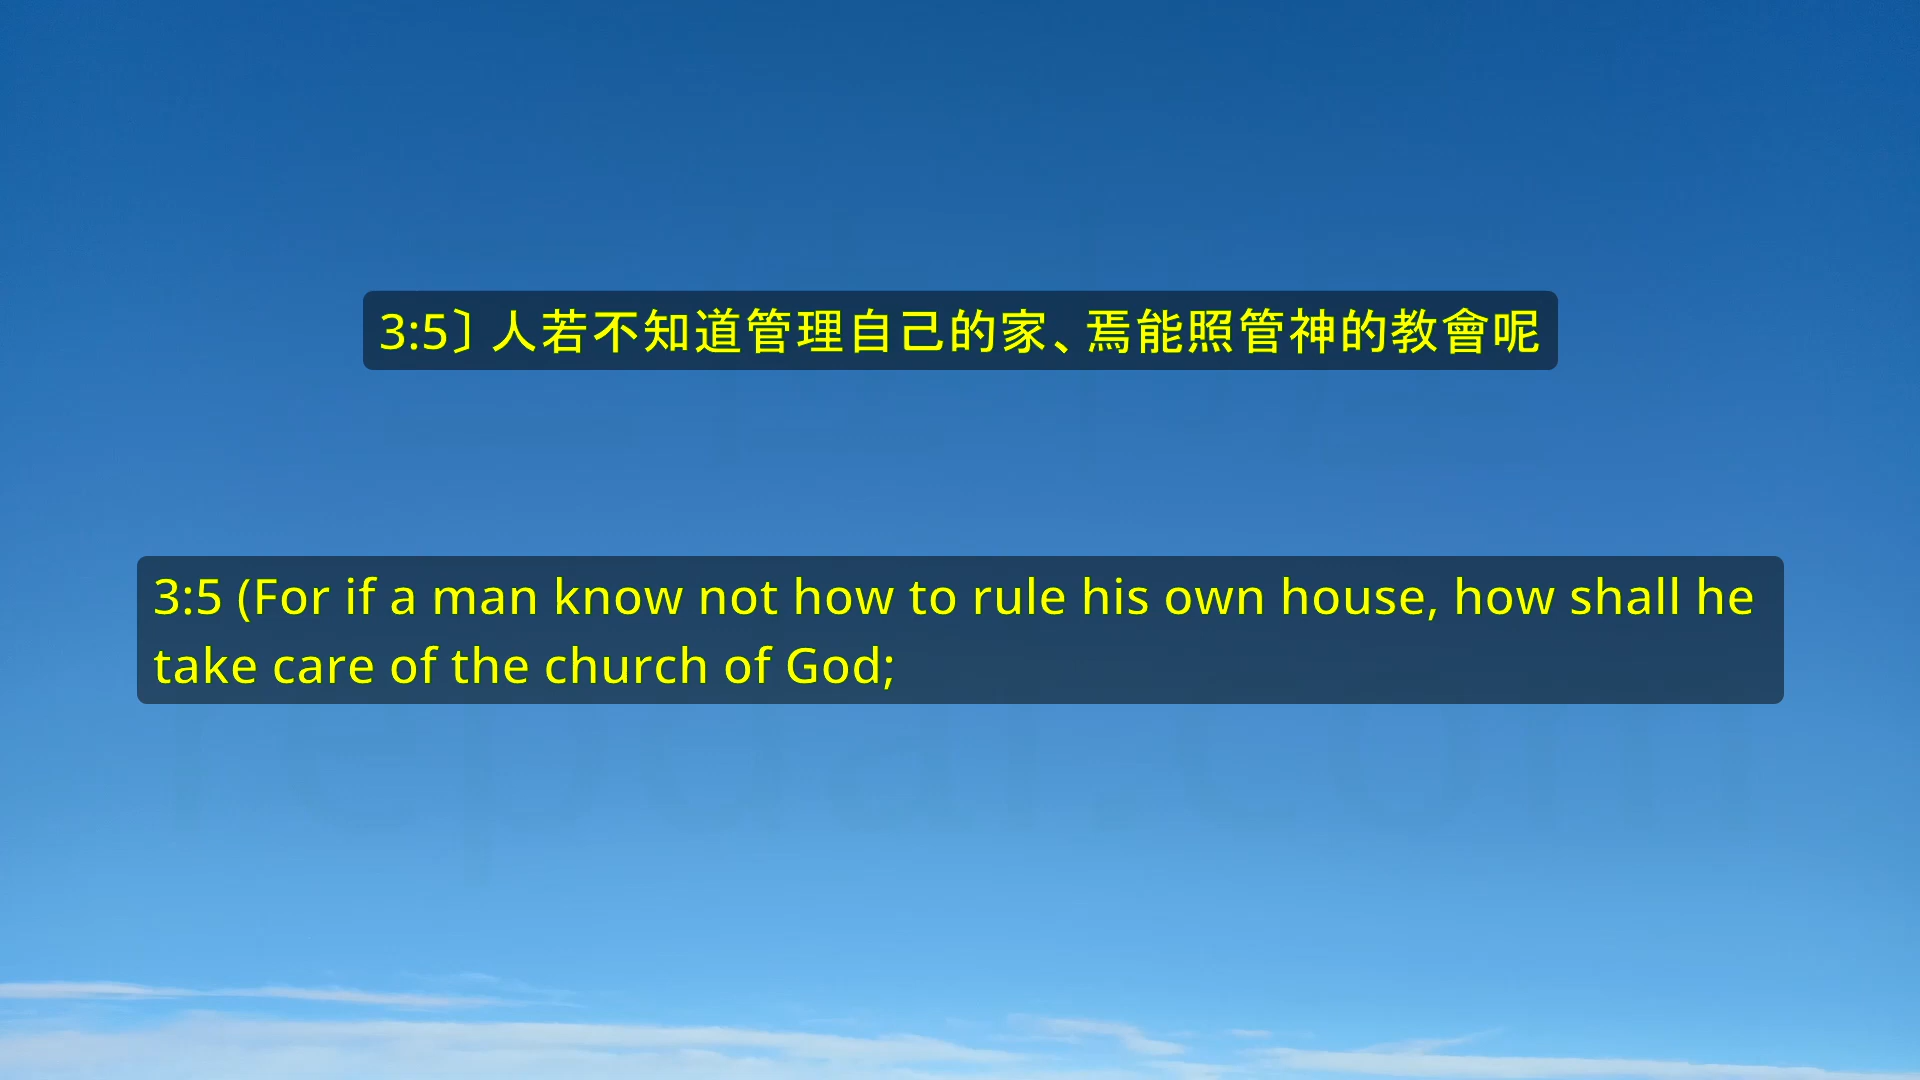 3:5〕人若不知道管理自己的家、焉能照管神的教會呢
3:5 (For if a man know not how to rule his own house, how shall he
take care of the church of God;